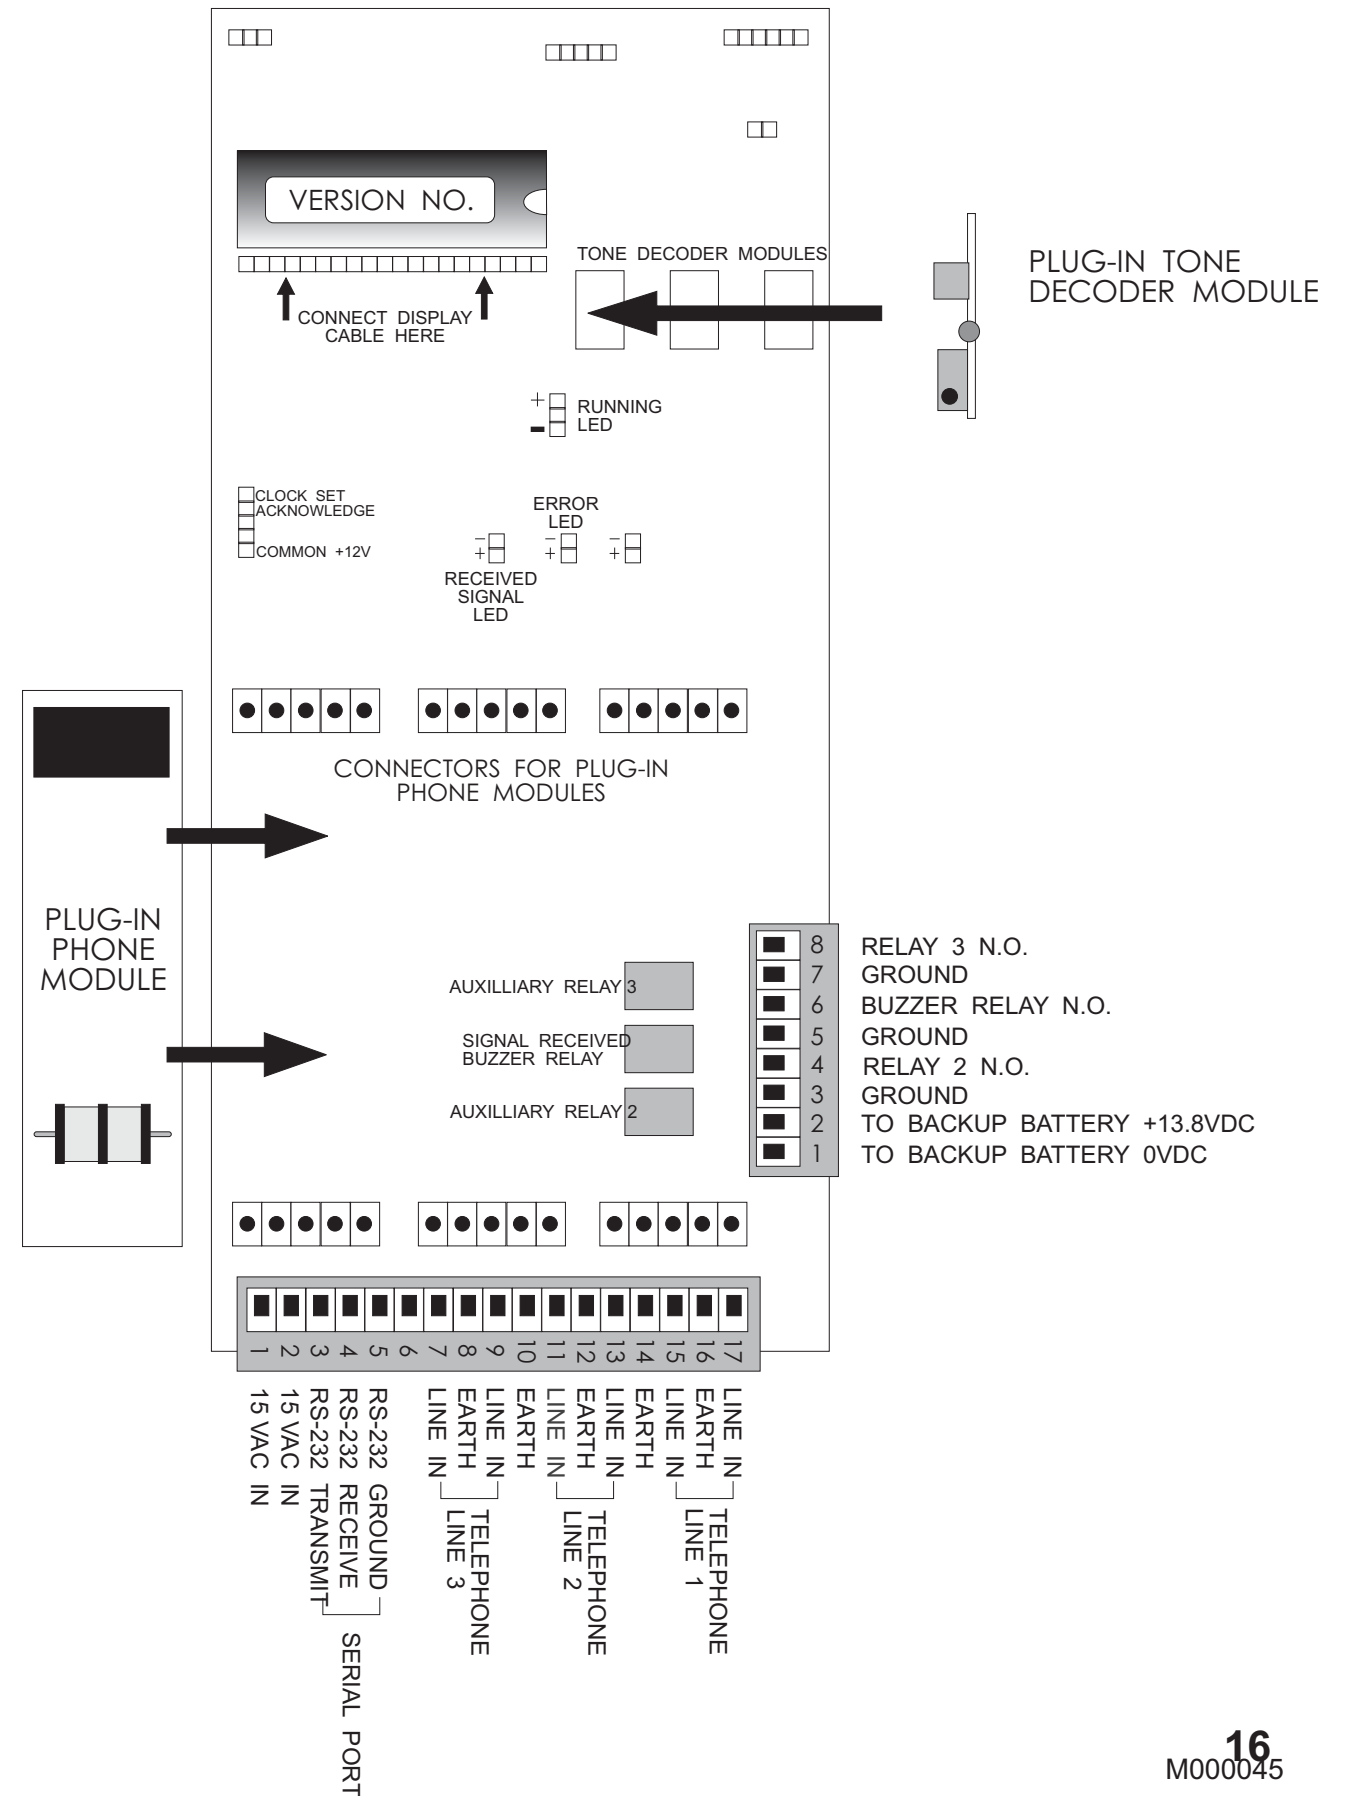 VERSION NO.
TONE DECODER MODULES
PLUG-IN TONE
DECODER MODULE
CONNECT DISPLAY
CABLE HERE
+
-
RUNNING
LED
CLOCK SET
ACKNOWLEDGE
COMMON +12V
ERROR
LED
- - -
+ + +
RECEIVED
SIGNAL
LED
CONNECTORS FOR PLUG-IN
PHONE MODULES
PLUG-IN
PHONE
MODULE
AUXILLIARY RELAY 3
SIGNAL RECEIVED
BUZZER RELAY
AUXILLIARY RELAY 2
8 RELAY 3 N.O.
7 GROUND
6 BUZZER RELAY N.O.
5 GROUND
4 RELAY 2 N.O.
3 GROUND
2 TO BACKUP BATTERY +13.8VDC
1 TO BACKUP BATTERY 0VDC
1 2 3 4 5 6 7 8 9 10 11 12 13 14 15 16 17
15 VAC IN
15 VAC IN
RS-232 TRANSMIT
RS-232 RECEIVE
RS-232 GROUND
LINE IN
EARTH
LINE IN
EARTH
LINE IN
EARTH
LINE IN
EARTH
LINE IN
EARTH
LINE IN
SERIAL PORT
TELEPHONE
LINE 3
TELEPHONE
LINE 2
TELEPHONE
LINE 1
16
M000045